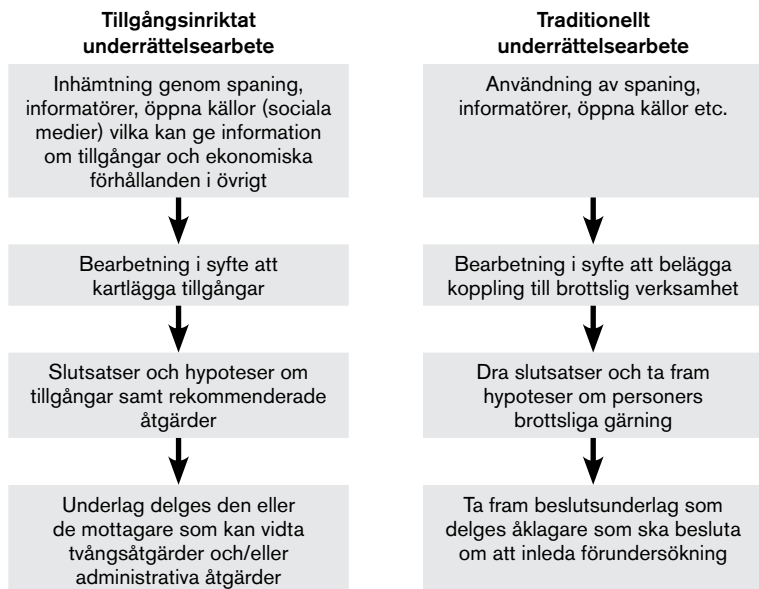 Tillgångsinriktat
underrättelsearbete
Inhämtning genom spaning,
informatörer, öppna källor (sociala
medier) vilka kan ge information
om tillgångar och ekonomiska
förhållanden i övrigt
Bearbetning i syfte att
kartlägga tillgångar
Slutsatser och hypoteser om
tillgångar samt rekommenderade
åtgärder
Underlag delges den eller
de mottagare som kan vidta
tvångsåtgärder och/eller
administrativa åtgärder
Traditionellt
underrättelsearbete
Användning av spaning,
informatörer, öppna källor etc.
Bearbetning i syfte att belägga
koppling till brottslig verksamhet
Dra slutsatser och ta fram
hypoteser om personers
brottsliga gärning
Ta fram beslutsunderlag som
delges åklagare som ska besluta
om att inleda förundersökning